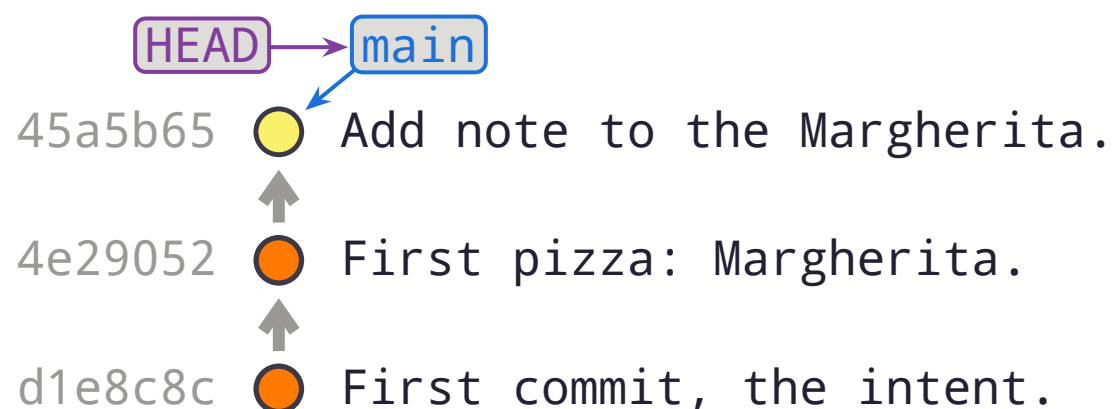 HEAD main
45a5b65 Add note to the Margherita.
4e29052 First pizza: Margherita.
d1e8c8c First commit, the intent.